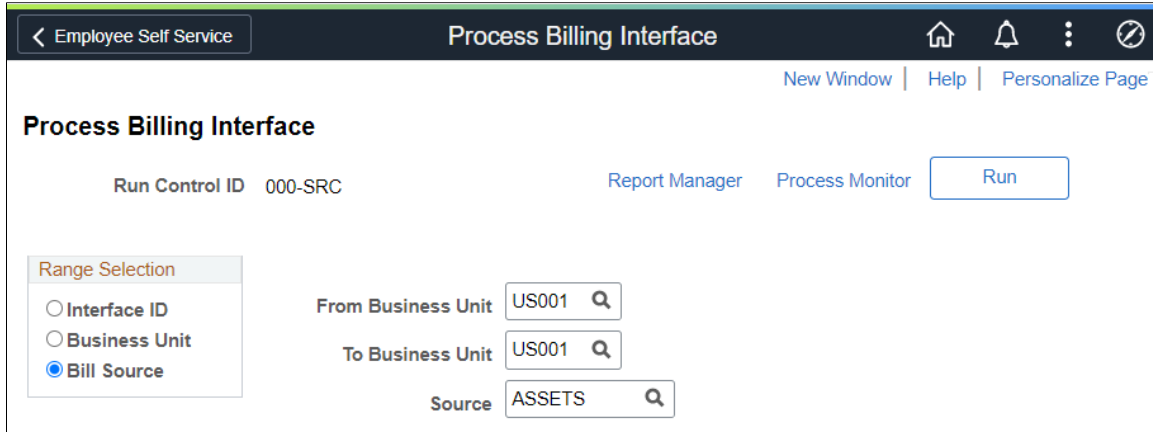 Employee Self Service Process Billing Interface
New Window Help Personalize Page
Process Billing Interface
Run Control ID 000-SRC Report Manager Process Monitor Run
Range Selection
Interface ID
Business Unit
Bill Source
From Business Unit US001
To Business Unit US001
Source ASSETS